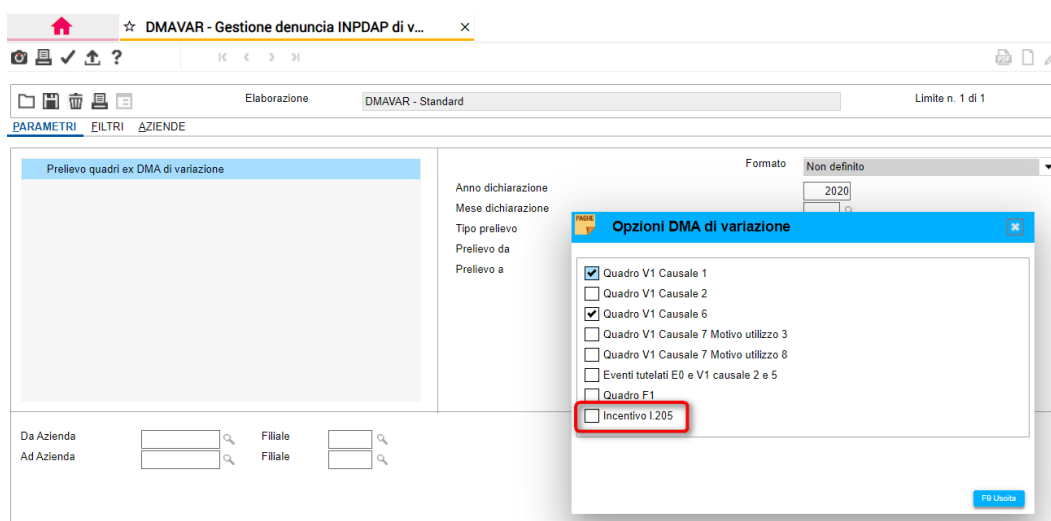 ☆ DMAVAR - Gestione denuncia INPDAP di v... ×
?
Elaborazione DMAVAR - Standard Limite n. 1 di 1
PARAMETRI FILTRI AZIENDE
Prelievo quadri ex DMA di variazione
Formato Non definito
Anno dichiarazione 2020
Mese dichiarazione
Tipo prelievo
Prelievo da
Prelievo a
PAGHE
Opzioni DMA di variazione
Quadro V1 Causale 1
Quadro V1 Causale 2
Quadro V1 Causale 6
Quadro V1 Causale 7 Motivo utilizzo 3
Quadro V1 Causale 7 Motivo utilizzo 8
Eventi tutelati E0 e V1 causale 2 e 5
Quadro F1
Incentivo I.205
F9 Uscita
Da Azienda Filiale
Ad Azienda Filiale